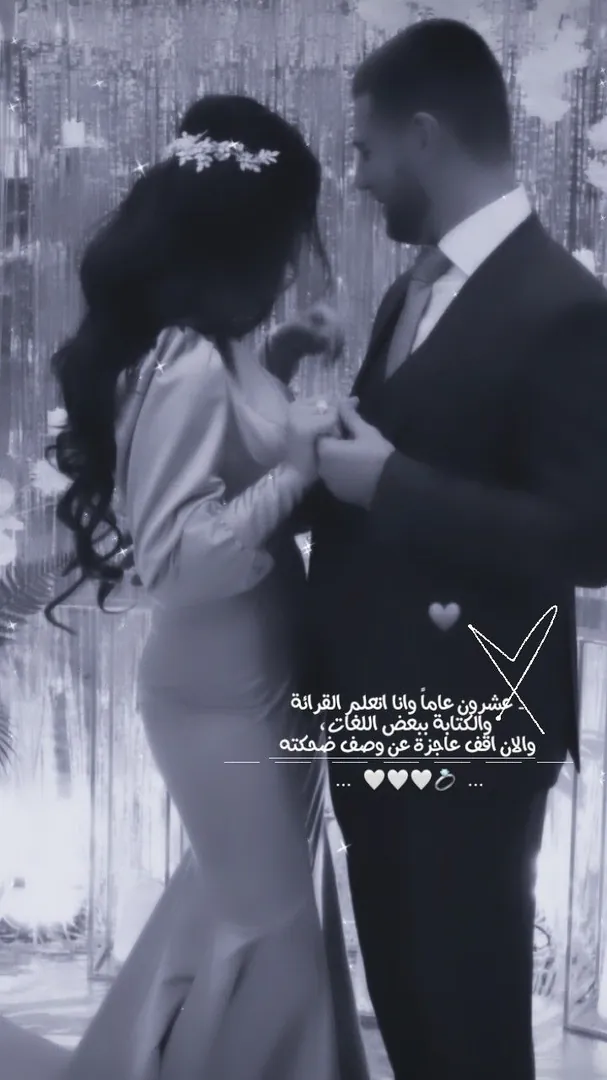 - عشرون عاماً وانا اتعلم القرائة
والكتابة ببعض اللغات،
والان اقف عاجزة عن وصف ضحكته
... 🤍🤍🤍💍 ...